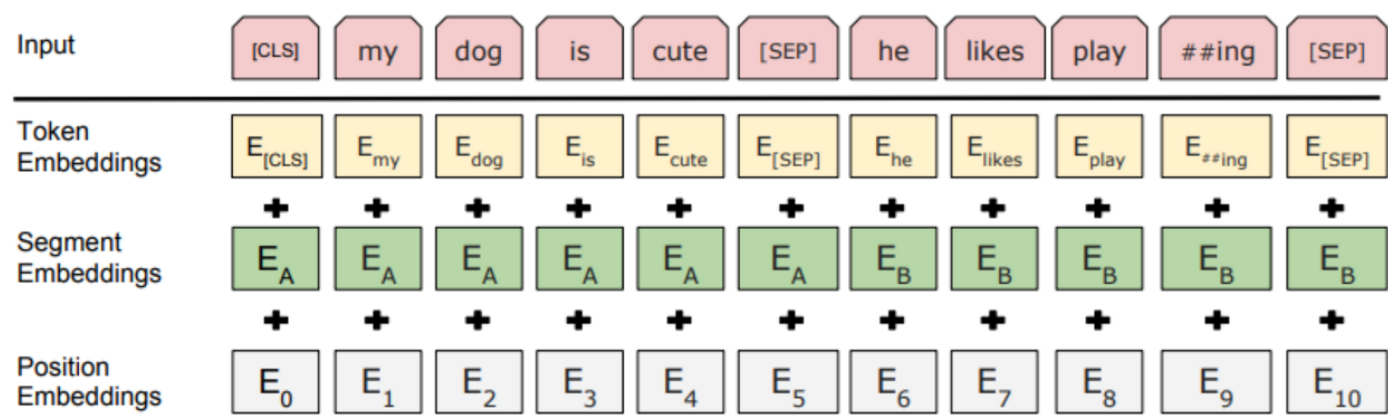 Input [CLS] my dog is cute [SEP] he likes play ##ing [SEP]
Token
Embeddings E[CLS] Emy Edog Eis Ecute E[SEP] Ehe Elikes Eplay E##ing E[SEP]
+ + + + + + + + + + +
Segment
Embeddings EA EA EA EA EA EA EB EB EB EB EB
+ + + + + + + + + + +
Position
Embeddings E0 E1 E2 E3 E4 E5 E6 E7 E8 E9 E10